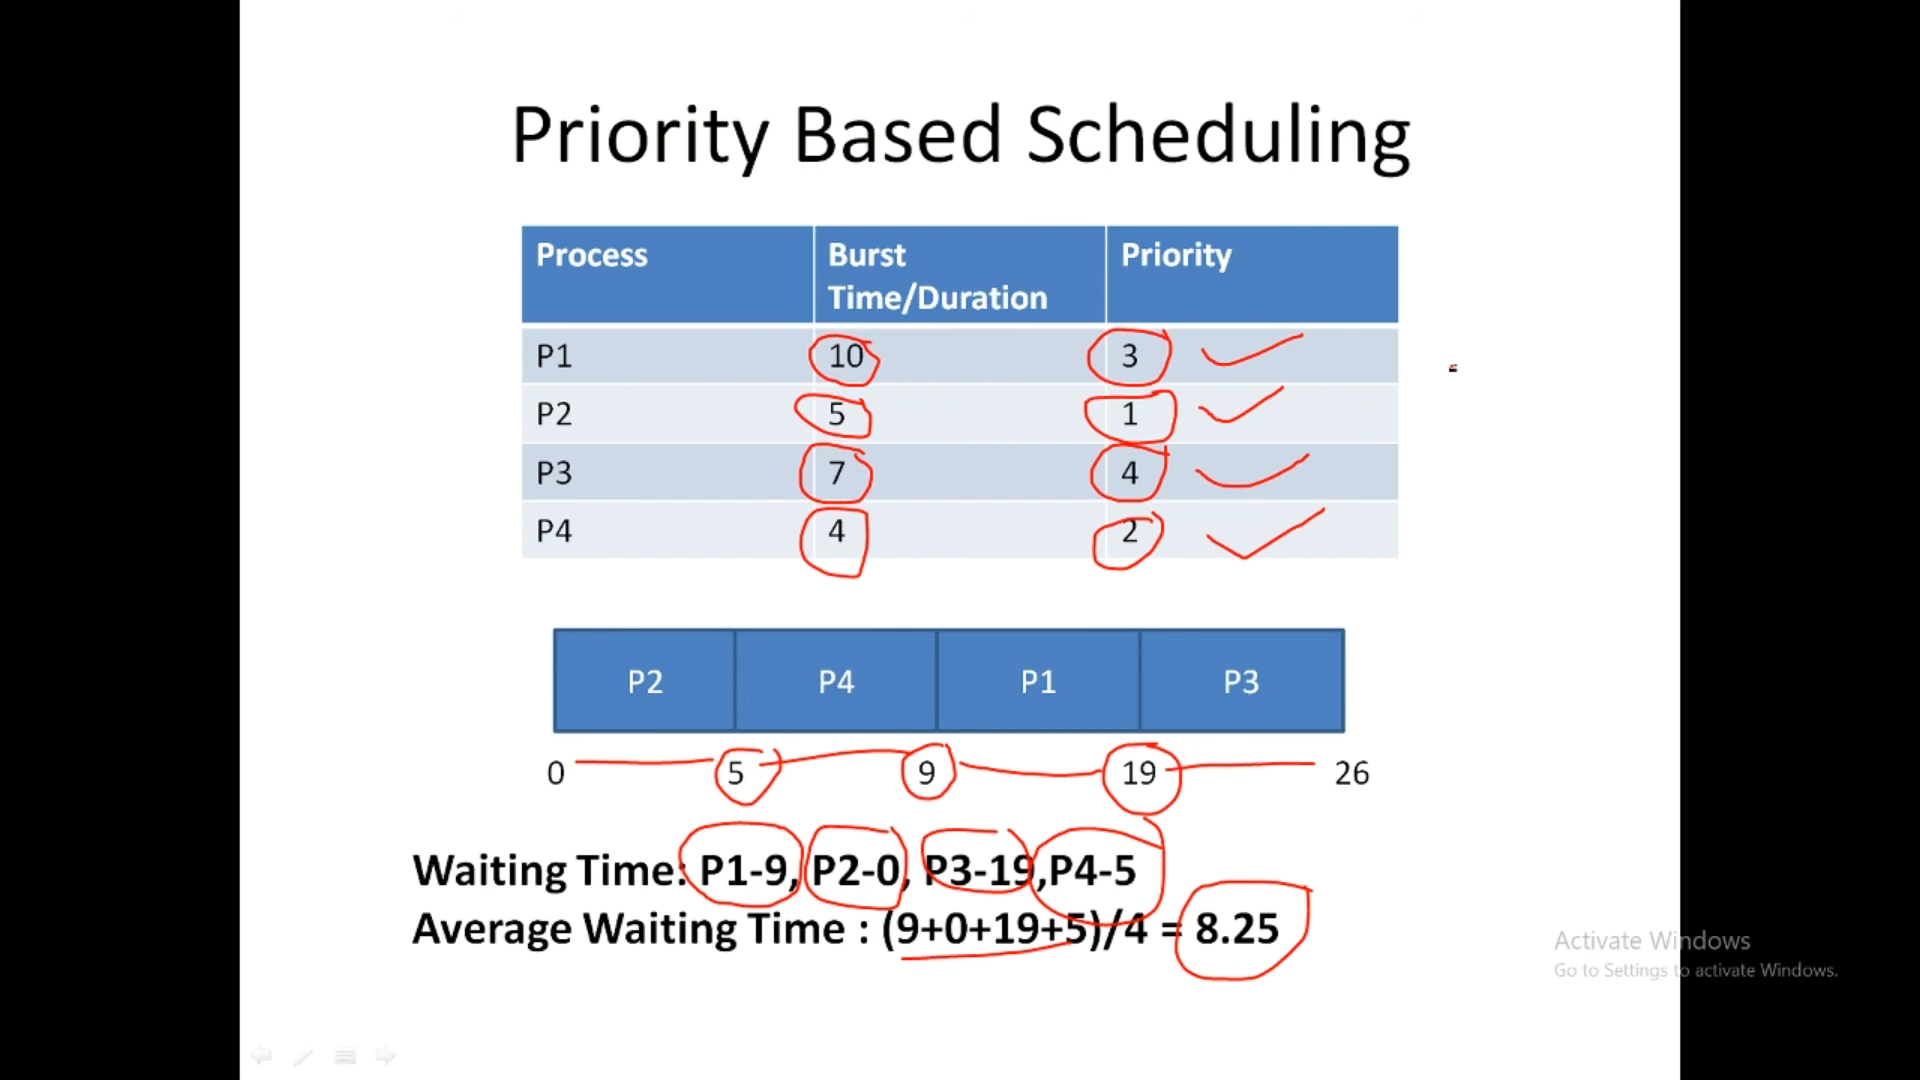 Priority Based Scheduling
Process Burst Time/Duration Priority
P1 10 3
P2 5 1
P3 7 4
P4 4 2
P2 P4 P1 P3
0 5 9 19 26
Waiting Time: P1-9, P2-0, P3-19,P4-5
Average Waiting Time : (9+0+19+5)/4 = 8.25
Activate Windows
Go to Settings to activate Windows.